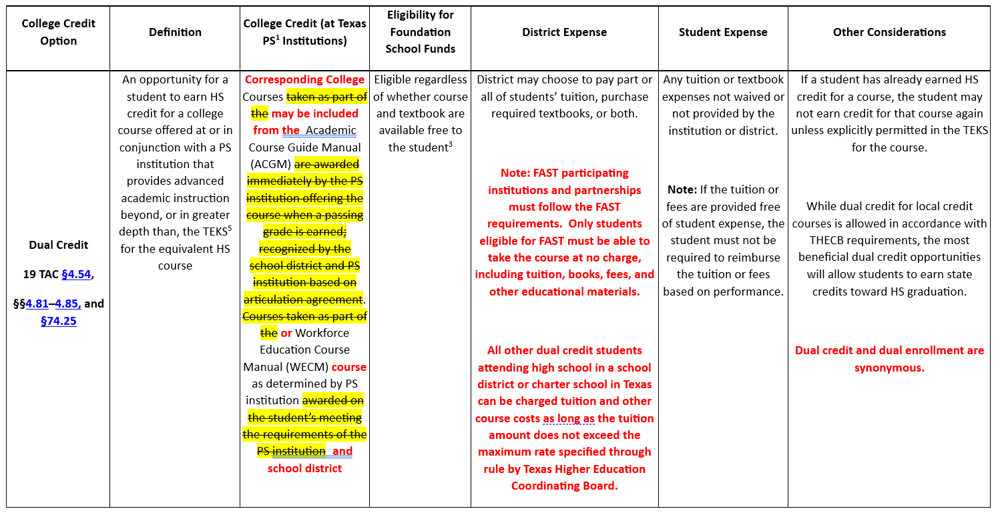 College Credit
Option
Definition
College Credit (at Texas
PS1 Institutions)
Eligibility for
Foundation
School Funds
District Expense
Student Expense
Other Considerations
Dual Credit
19 TAC §4.54,
§§4.81–4.85, and
§74.25
An opportunity for a
student to earn HS
credit for a college
course offered at or in
conjunction with a PS
institution that
provides advanced
academic instruction
beyond, or in greater
depth than, the TEKS5
for the equivalent HS
course
Corresponding College
Courses taken as part of
the may be included
from the Academic
Course Guide Manual
(ACGM) are awarded
immediately by the PS
institution offering the
course when a passing
grade is earned;
recognized by the
school district and PS
institution based on
articulation agreement.
Courses taken as part of
the or Workforce
Education Course
Manual (WECM) course
as determined by PS
institution awarded on
the student’s meeting
the requirements of the
PS institution and
school district
Eligible regardless
of whether course
and textbook are
available free to
the student3
District may choose to pay part or
all of students’ tuition, purchase
required textbooks, or both.
Note: FAST participating
institutions and partnerships
must follow the FAST
requirements. Only students
eligible for FAST must be able to
take the course at no charge,
including tuition, books, fees, and
other educational materials.
All other dual credit students
attending high school in a school
district or charter school in Texas
can be charged tuition and other
course costs as long as the tuition
amount does not exceed the
maximum rate specified through
rule by Texas Higher Education
Coordinating Board.
Any tuition or textbook
expenses not waived or
not provided by the
institution or district.
Note: If the tuition or
fees are provided free
of student expense, the
student must not be
required to reimburse
the tuition or fees
based on performance.
If a student has already earned HS
credit for a course, the student may
not earn credit for that course again
unless explicitly permitted in the TEKS
for the course.
While dual credit for local credit
courses is allowed in accordance with
THECB requirements, the most
beneficial dual credit opportunities
will allow students to earn state
credits toward HS graduation.
Dual credit and dual enrollment are
synonymous.